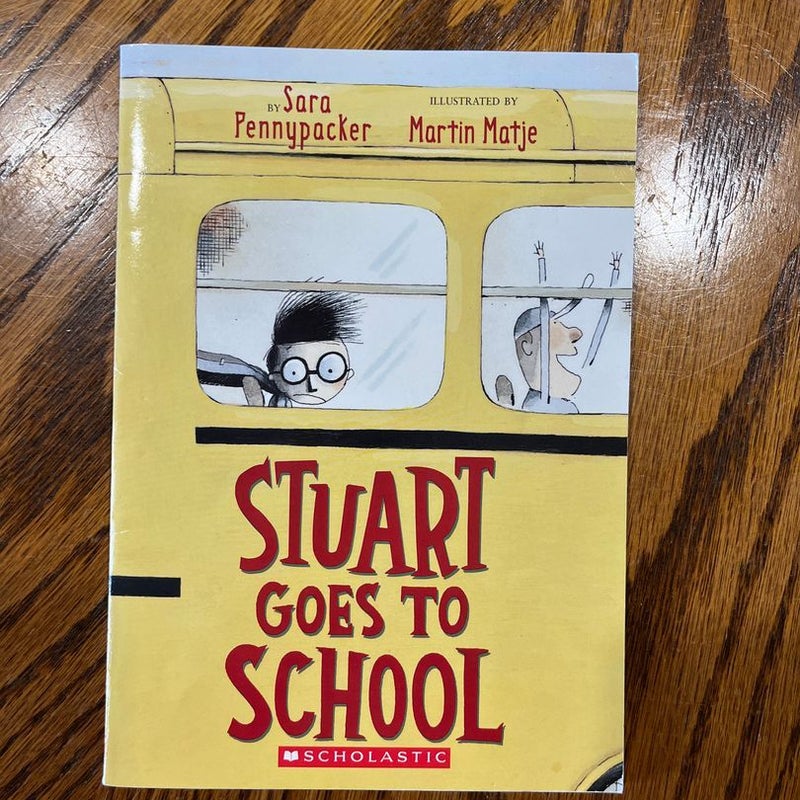 BY Sara
Pennypacker
ILLUSTRATED BY
Martin Matje
STUART
GOES TO
SCHOOL
SCHOLASTIC